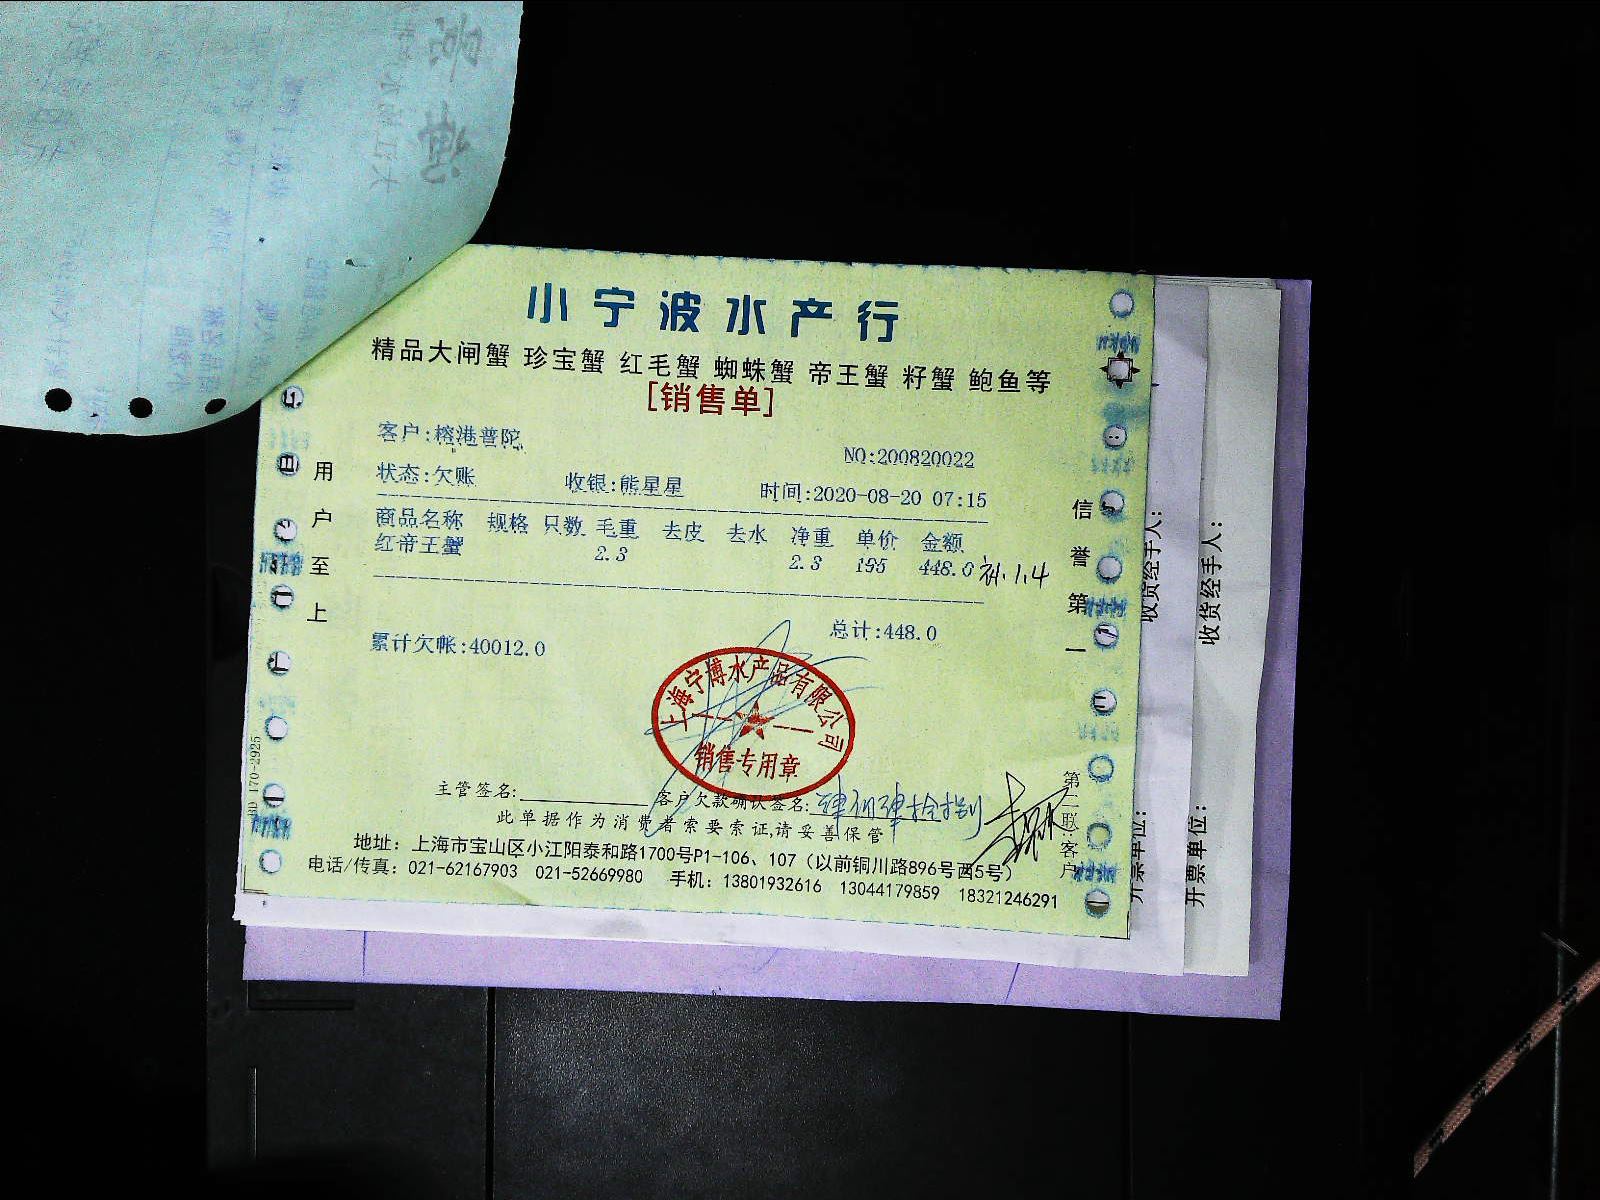 小宁波水产行
精品大闸蟹 珍宝蟹 红毛蟹 蜘蛛蟹 帝王蟹 籽蟹 鲍鱼等
[销售单]
客户:榕港普陀
NO:200820022
状态:欠账 收银:熊星星 时间:2020-08-20 07:15
商品名称 规格 只数 毛重 去皮 去水 净重 单价 金额
红帝王蟹 2.3 2.3 195 448.0
总计:448.0
累计欠帐:40012.0
上海宁博水产品有限公司
销售专用章
主管签名: 客户欠款确认签名:
此单据作为消费者索要索证,请妥善保管
地址：上海市宝山区小江阳泰和路1700号P1-106、107（以前铜川路896号西5号）
电话/传真：021-62167903 021-52669980 手机：13801932616 13044179859 18321246291
用户至上
信誉第一
第二联:客户
170-2925
收货经手人:
开票单位:
收货经手人:
开票单位: